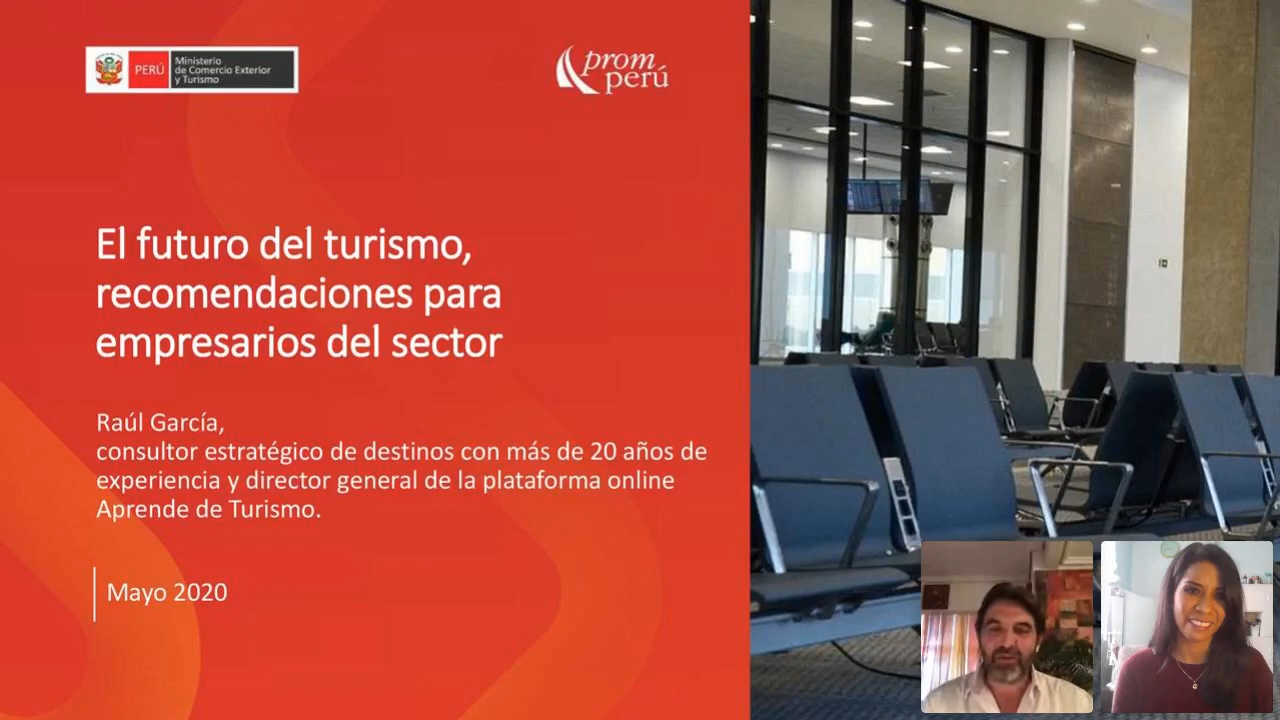 PERÚ
Ministerio
de Comercio Exterior
y Turismo
prom
perú
El futuro del turismo,
recomendaciones para
empresarios del sector
Raúl García,
consultor estratégico de destinos con más de 20 años de
experiencia y director general de la plataforma online
Aprende de Turismo.
Mayo 2020